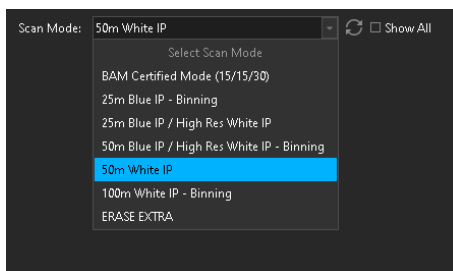 Scan Mode: 50m White IP Show All
Select Scan Mode
BAM Certified Mode (15/15/30)
25m Blue IP - Binning
25m Blue IP / High Res White IP
50m Blue IP / High Res White IP - Binning
50m White IP
100m White IP - Binning
ERASE EXTRA